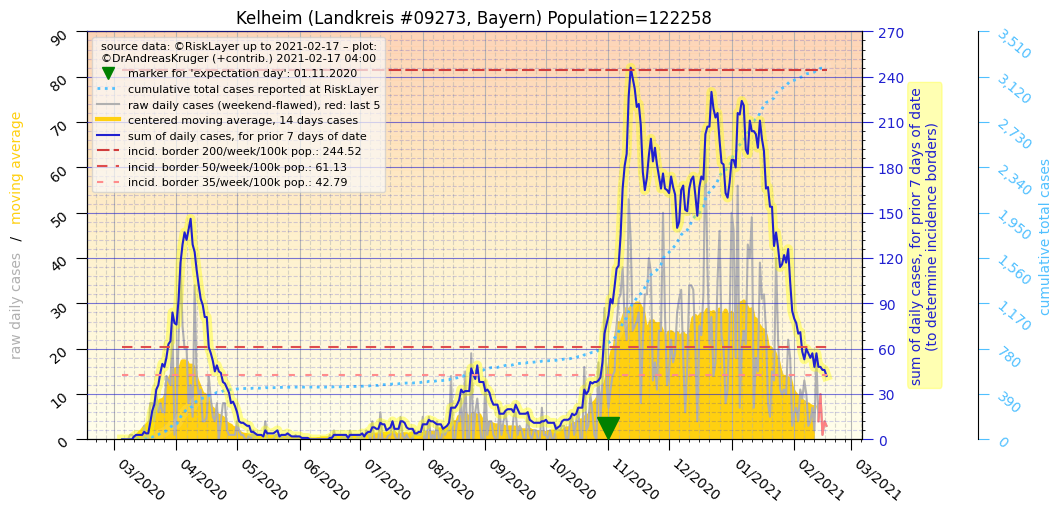 Kelheim (Landkreis #09273, Bayern) Population=122258
source data: ©RiskLayer up to 2021-02-17 – plot:
©DrAndreasKruger (+contrib.) 2021-02-17 04:00
marker for 'expectation day': 01.11.2020
cumulative total cases reported at RiskLayer
raw daily cases (weekend-flawed), red: last 5
centered moving average, 14 days cases
sum of daily cases, for prior 7 days of date
incid. border 200/week/100k pop.: 244.52
incid. border 50/week/100k pop.: 61.13
incid. border 35/week/100k pop.: 42.79
raw daily cases / moving average
90
80
70
60
50
40
30
20
10
0
270
240
210
180
150
120
90
60
30
0
sum of daily cases, for prior 7 days of date
(to determine incidence borders)
3,510
3,120
2,730
2,340
1,950
1,560
1,170
780
390
0
cumulative total cases
03/2020
04/2020
05/2020
06/2020
07/2020
08/2020
09/2020
10/2020
11/2020
12/2020
01/2021
02/2021
03/2021